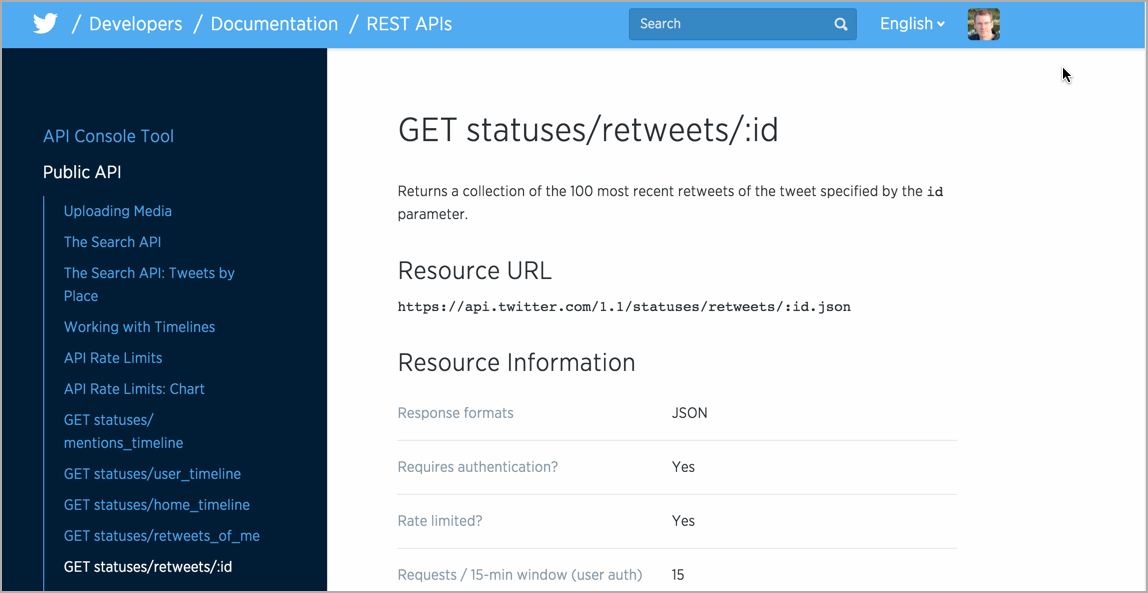 / Developers / Documentation / REST APIs
Search
English
API Console Tool
Public API
Uploading Media
The Search API
The Search API: Tweets by
Place
Working with Timelines
API Rate Limits
API Rate Limits: Chart
GET statuses/
mentions_timeline
GET statuses/user_timeline
GET statuses/home_timeline
GET statuses/retweets_of_me
GET statuses/retweets/:id
GET statuses/retweets/:id
Returns a collection of the 100 most recent retweets of the tweet specified by the id
parameter.
Resource URL
https://api.twitter.com/1.1/statuses/retweets/:id.json
Resource Information
Response formats JSON
Requires authentication? Yes
Rate limited? Yes
Requests / 15-min window (user auth) 15